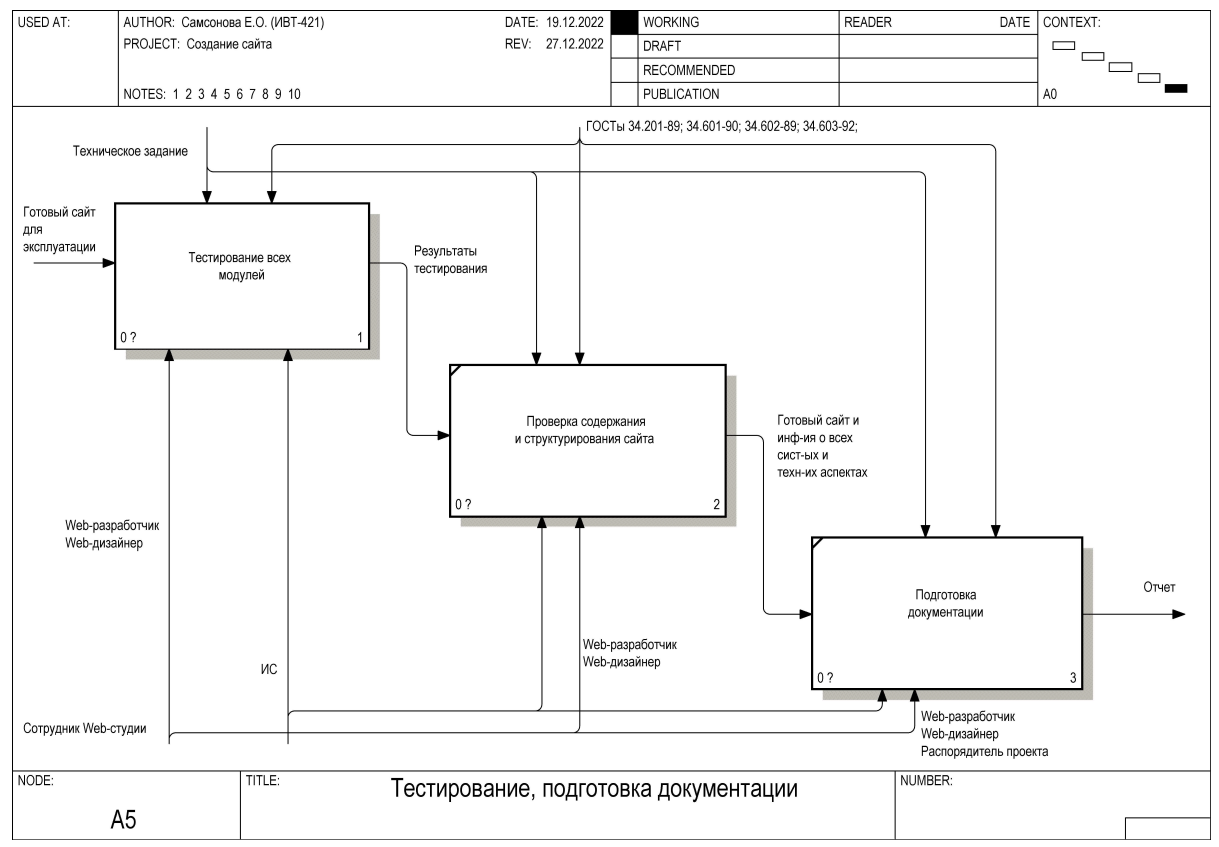 USED AT:
AUTHOR: Самсонова Е.О. (ИВТ-421)
DATE: 19.12.2022
WORKING
READER
DATE
CONTEXT:
PROJECT: Создание сайта
REV: 27.12.2022
DRAFT
RECOMMENDED
NOTES: 1 2 3 4 5 6 7 8 9 10
PUBLICATION
A0
ГОСТы 34.201-89; 34.601-90; 34.602-89; 34.603-92;
Техническое задание
Готовый сайт
для
эксплуатации
Тестирование всех
модулей
0 ?
1
Результаты
тестирования
Проверка содержания
и структурирования сайта
0 ?
2
Готовый сайт и
инф-ия о всех
сист-ых и
техн-их аспектах
Web-разработчик
Web-дизайнер
Подготовка
документации
0 ?
3
Отчет
Web-разработчик
Web-дизайнер
ИС
Сотрудник Web-студии
Web-разработчик
Web-дизайнер
Распорядитель проекта
NODE:
A5
TITLE:
Тестирование, подготовка документации
NUMBER: